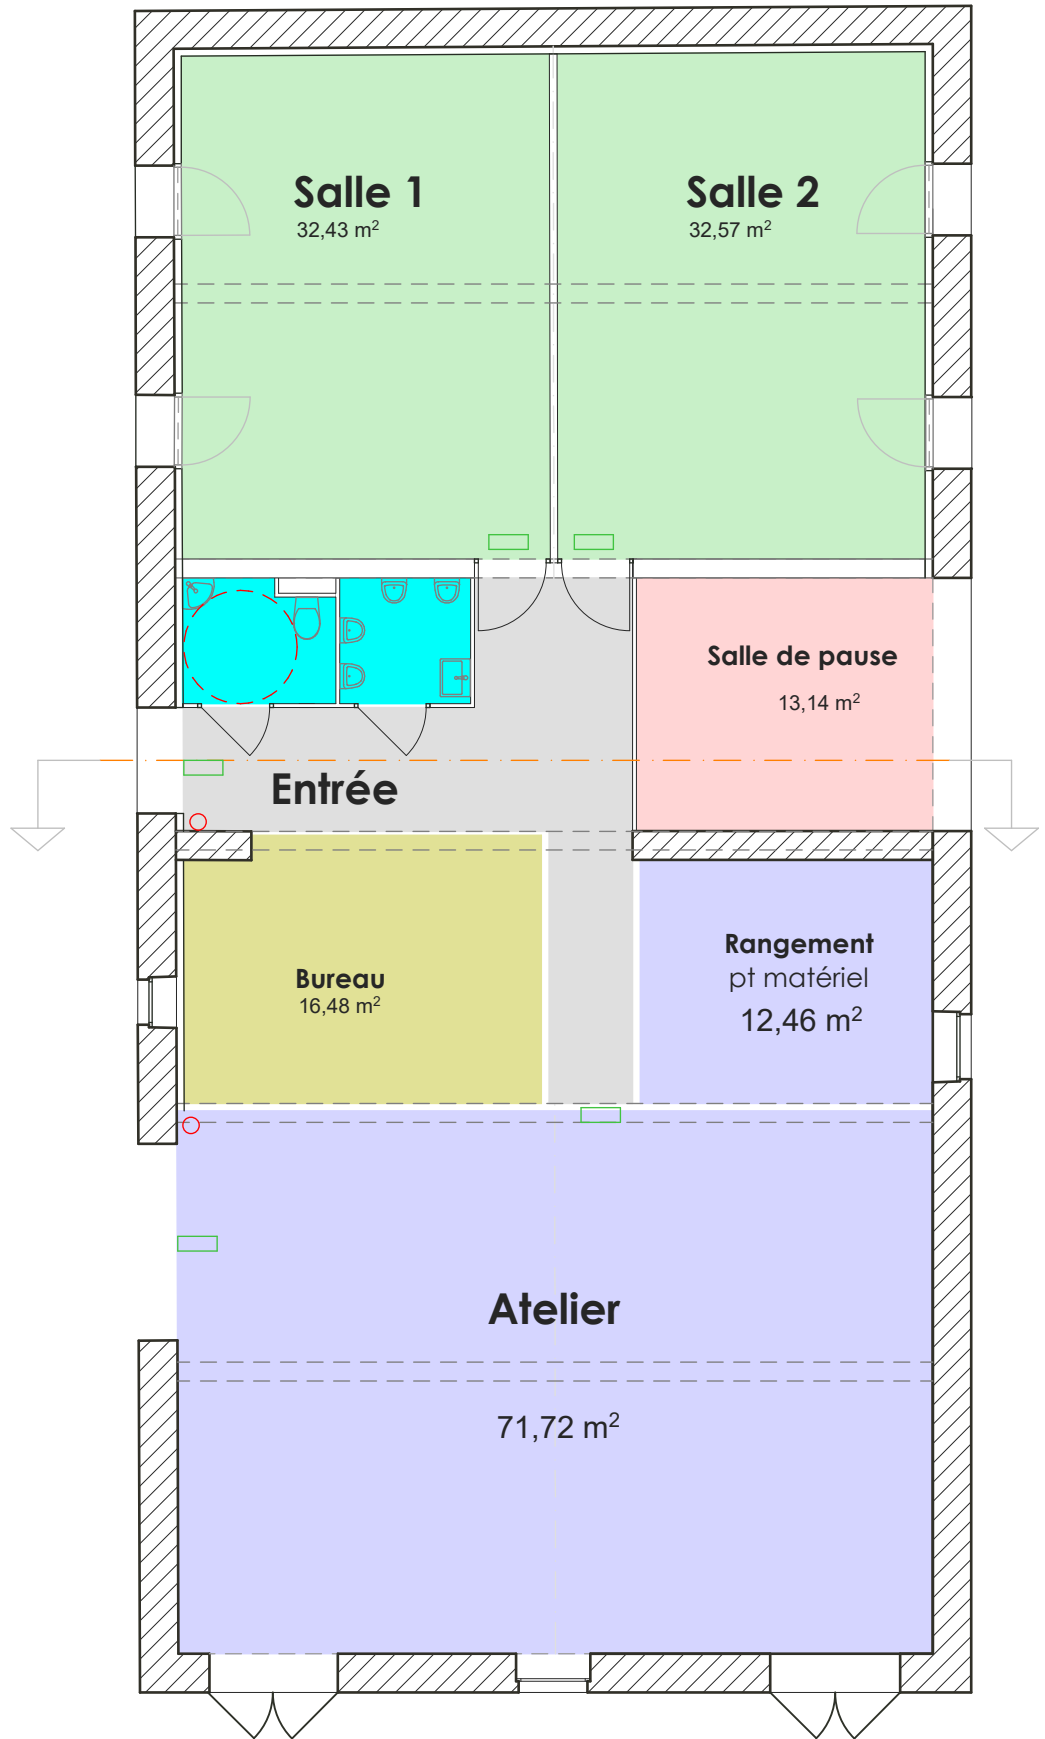 Salle 1
32,43 m²
Salle 2
32,57 m²
Salle de pause
13,14 m²
Entrée
Bureau
16,48 m²
Rangement
pt matériel
12,46 m²
Atelier
71,72 m²